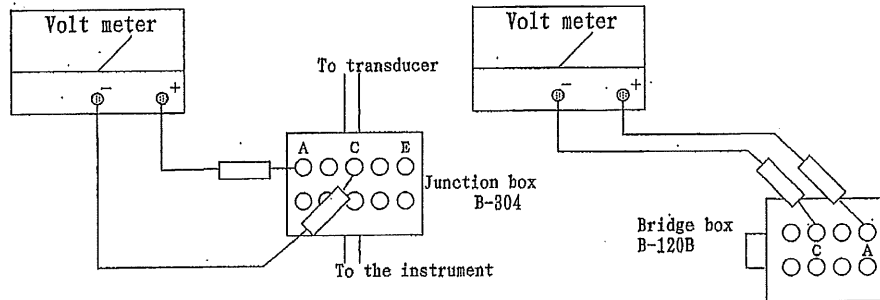 Volt meter
- +
To transducer
A C E
Junction box
B-304
To the instrument
Volt meter
- +
Bridge box
B-120B
C A